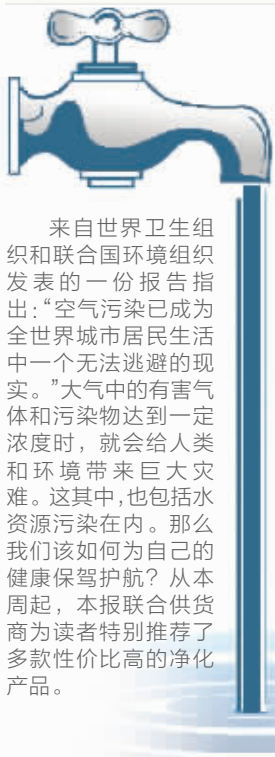 来自世界卫生组
织和联合国环境组织
发表的一份报告指
出：“空气污染已成为
全世界城市居民生活
中一个无法逃避的现
实。”大气中的有害气
体和污染物达到一定
浓度时，就会给人类
和环境带来巨大灾
难。这其中，也包括水
资源污染在内。那么
我们该如何为自己的
健康保驾护航？从本
周起，本报联合供货
商为读者特别推荐了
多款性价比高的净化
产品。